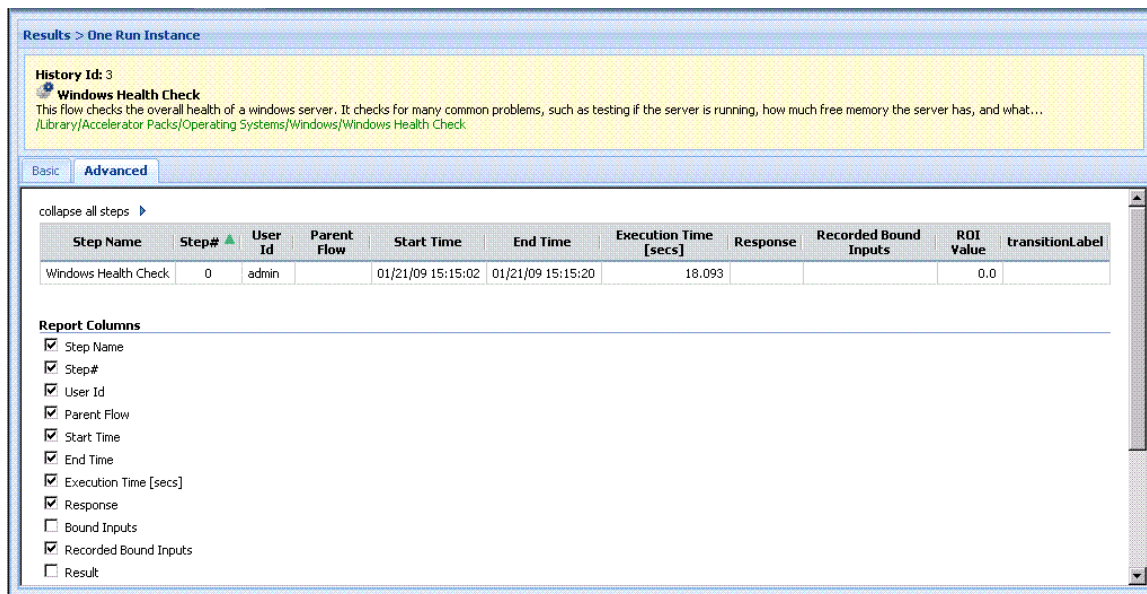 Results > One Run Instance
History Id: 3
Windows Health Check
This flow checks the overall health of a windows server. It checks for many common problems, such as testing if the server is running, how much free memory the server has, and what...
/Library/Accelerator Packs/Operating Systems/Windows/Windows Health Check
Basic Advanced
collapse all steps
Step Name Step# User Id Parent Flow Start Time End Time Execution Time [secs] Response Recorded Bound Inputs ROI Value transitionLabel
Windows Health Check 0 admin 01/21/09 15:15:02 01/21/09 15:15:20 18.093 0.0
Report Columns
Step Name
Step#
User Id
Parent Flow
Start Time
End Time
Execution Time [secs]
Response
Bound Inputs
Recorded Bound Inputs
Result